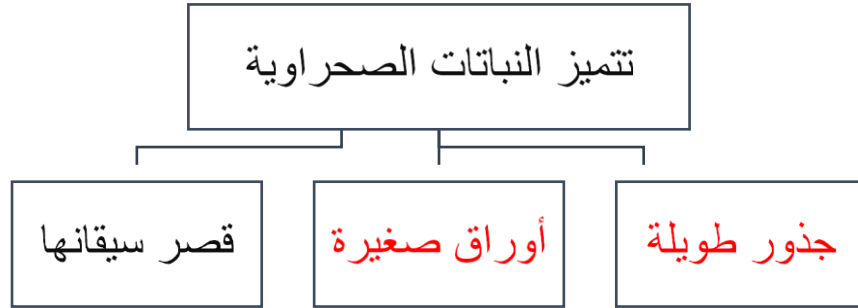 تتميز النباتات الصحراوية
جذور طويلة
أوراق صغيرة
قصر سيقانها